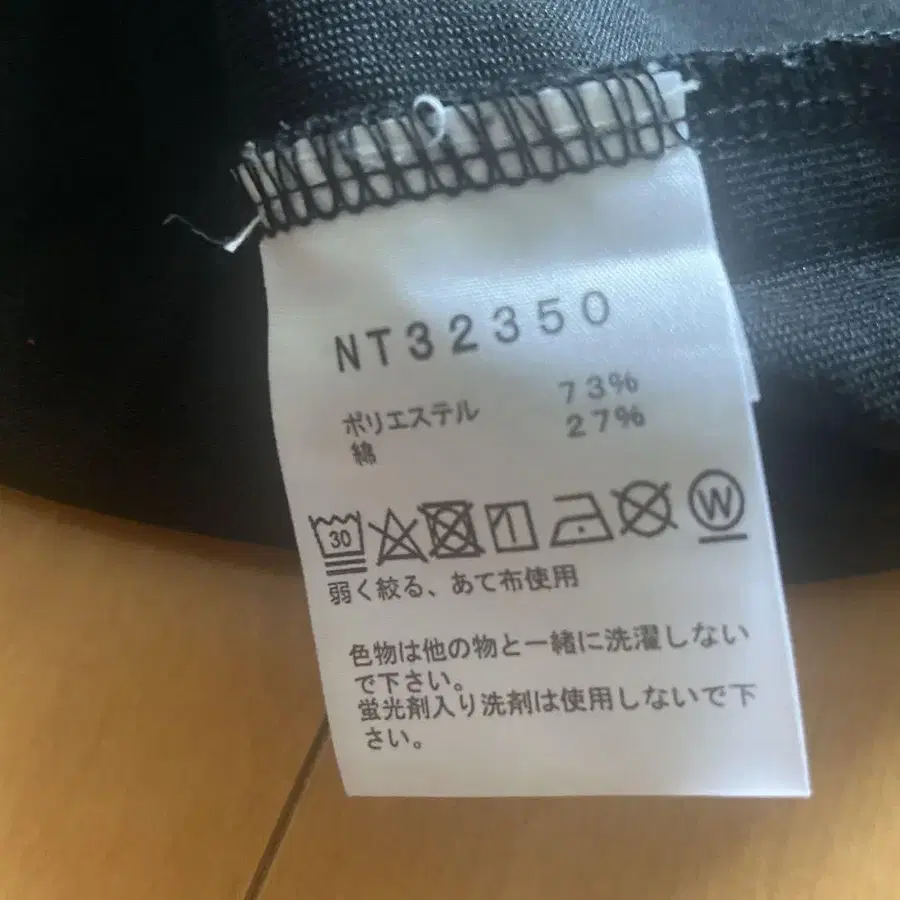 NT32350
ポリエステル 73%
綿 27%
30 W
弱く絞る、あて布使用
色物は他の物と一緒に洗濯しない
で下さい。
蛍光剤入り洗剤は使用しないで下
さい。